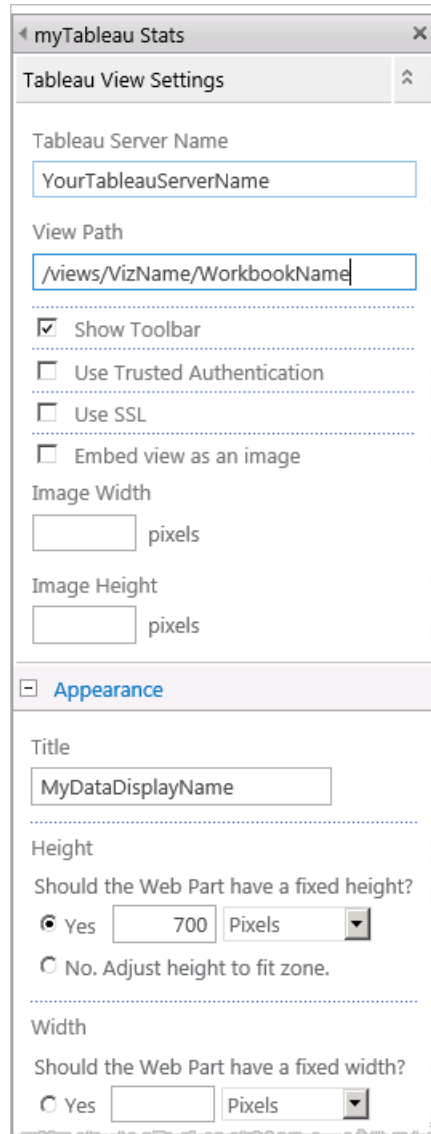 myTableau Stats
Tableau View Settings
Tableau Server Name
YourTableauServerName
View Path
/views/VizName/WorkbookName
Show Toolbar
Use Trusted Authentication
Use SSL
Embed view as an image
Image Width
pixels
Image Height
pixels
Appearance
Title
MyDataDisplayName
Height
Should the Web Part have a fixed height?
Yes 700 Pixels
No. Adjust height to fit zone.
Width
Should the Web Part have a fixed width?
Yes Pixels